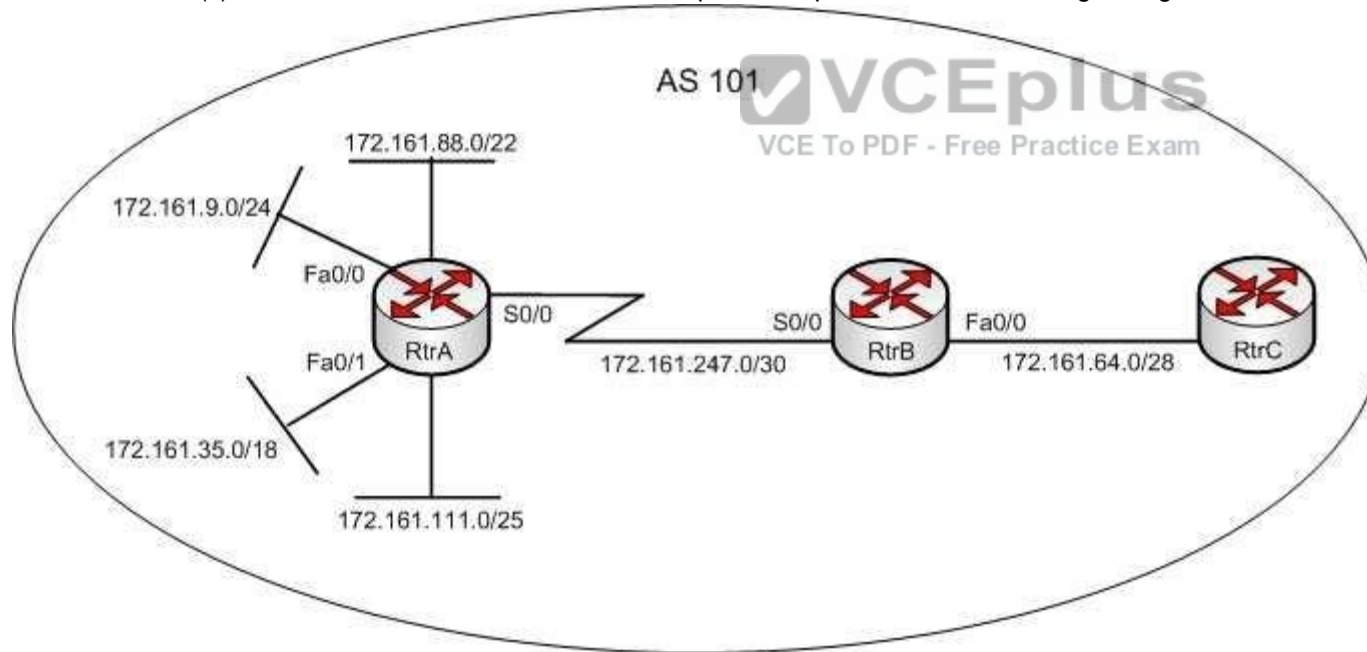 AS 101
VCEplus
VCE To PDF - Free Practice Exam
172.161.88.0/22
172.161.9.0/24
Fa0/0
S0/0
RtrA
Fa0/1
172.161.35.0/18
172.161.111.0/25
172.161.247.0/30
S0/0
RtrB
Fa0/0
172.161.64.0/28
RtrC